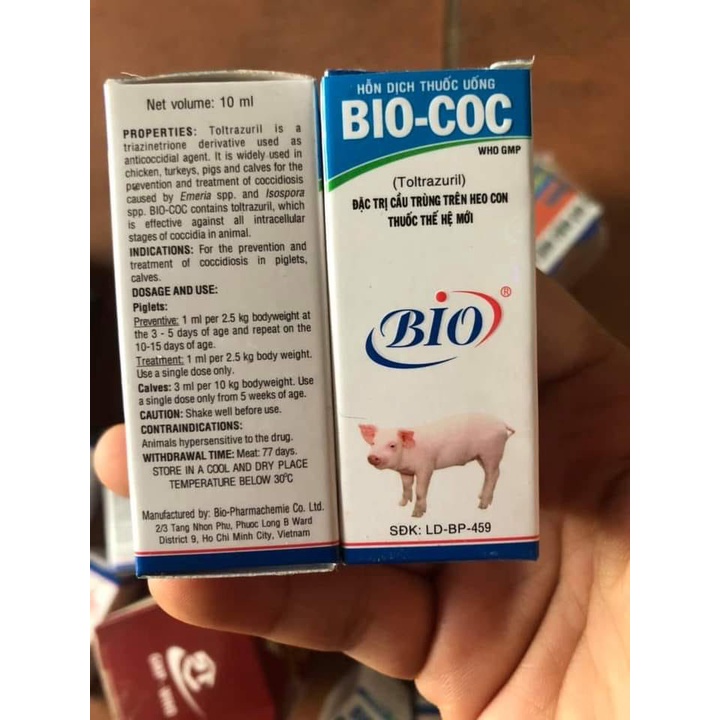 Net volume: 10 ml
PROPERTIES: Toltrazuril is a
triazinetrione derivative used as
anticoccidial agent. It is widely used in
chicken, turkeys, pigs and calves for the
prevention and treatment of coccidiosis
caused by Emeria spp. and Isospora
spp. BIO-COC contains toltrazuril, which
is effective against all intracellular
stages of coccidia in animal.
INDICATIONS: For the prevention and
treatment of coccidiosis in piglets,
calves.
DOSAGE AND USE:
Piglets:
Preventive: 1 ml per 2.5 kg bodyweight at
the 3 - 5 days of age and repeat on the
10-15 days of age.
Treatment: 1 ml per 2.5 kg body weight.
Use a single dose only.
Calves: 3 ml per 10 kg bodyweight. Use
a single dose only from 5 weeks of age.
CAUTION: Shake well before use.
CONTRAINDICATIONS:
Animals hypersensitive to the drug.
WITHDRAWAL TIME: Meat: 77 days.
STORE IN A COOL AND DRY PLACE
TEMPERATURE BELOW 30°C
Manufactured by: Bio-Pharmachemie Co. Ltd.
2/3 Tang Nhon Phu, Phuoc Long B Ward
District 9, Ho Chi Minh City, Vietnam
HỖN DỊCH THUỐC UỐNG
BIO-COC
WHO GMP
(Toltrazuril)
ĐẶC TRỊ CẦU TRÙNG TRÊN HEO CON
THUỐC THẾ HỆ MỚI
BIO®
SĐK: LD-BP-459
GMP - WHO